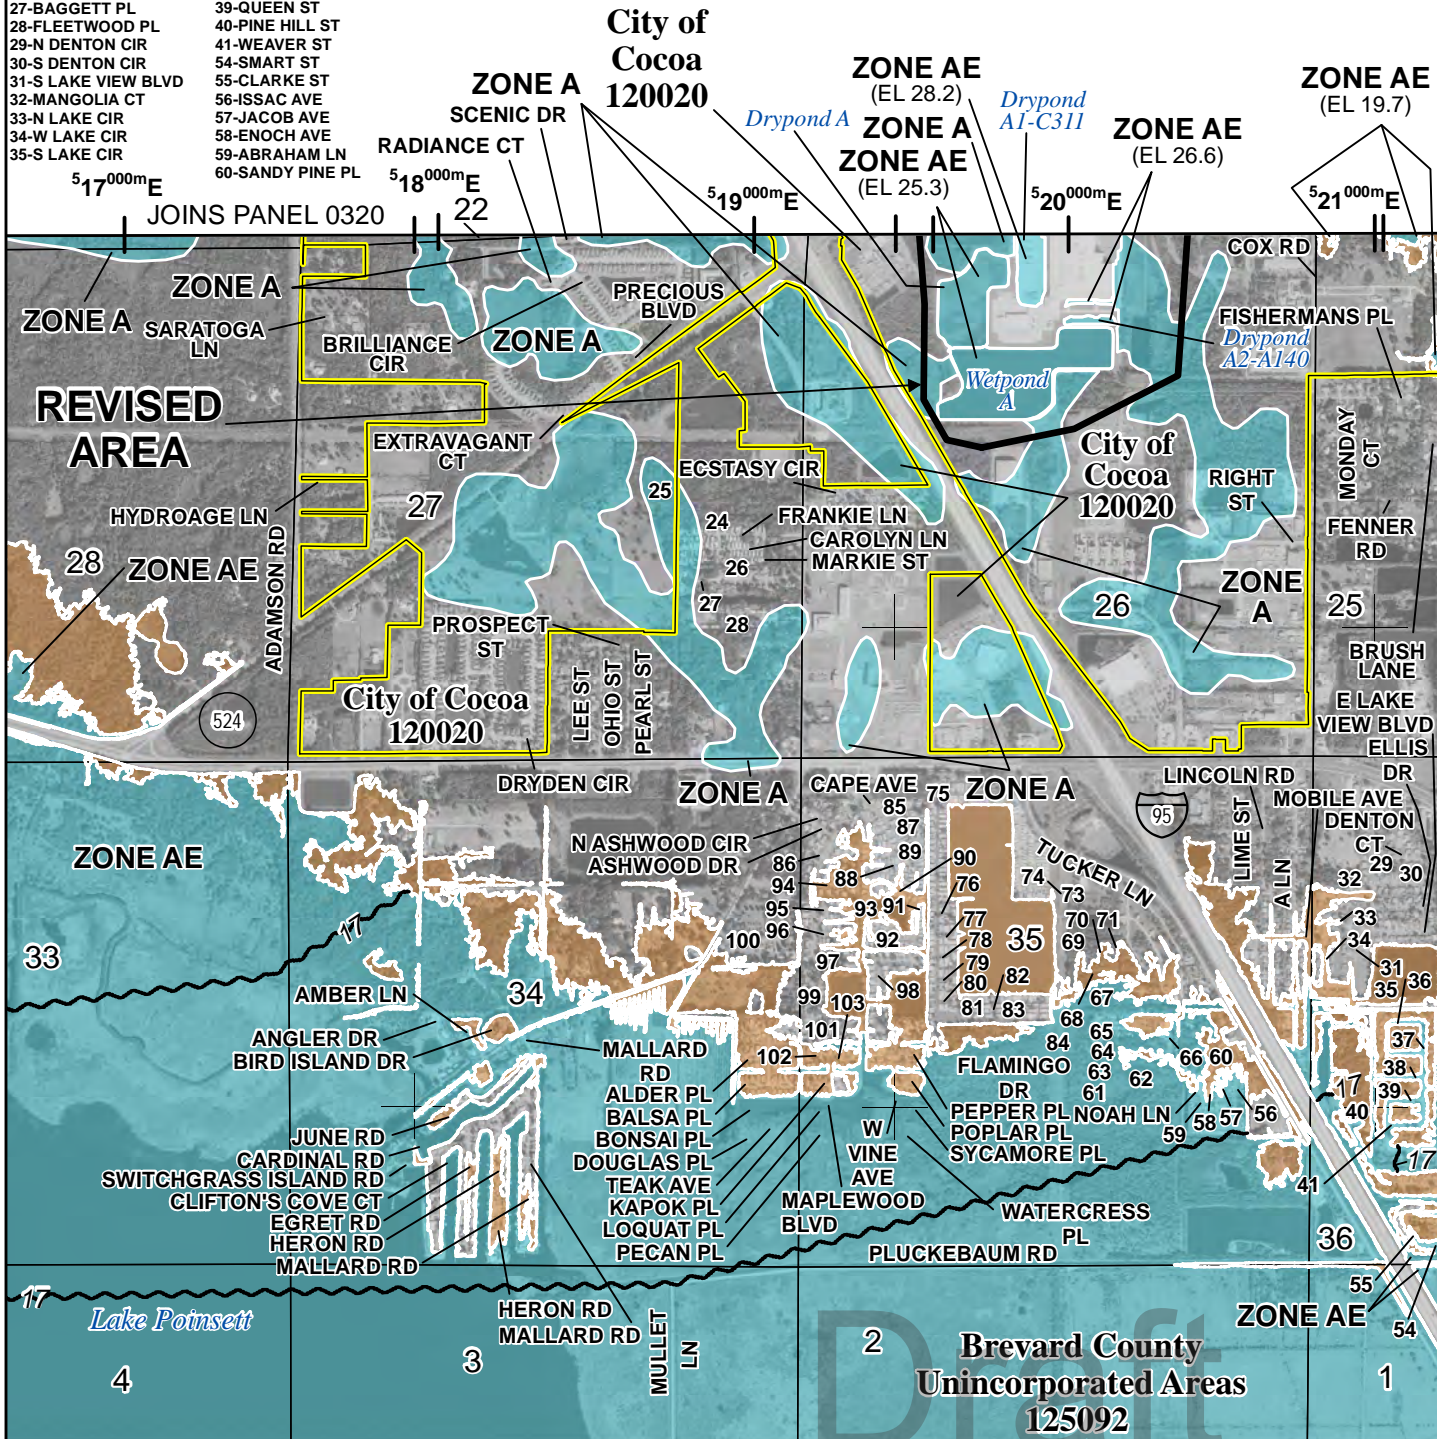 27-BAGGETT PL
28-FLEETWOOD PL
29-N DENTON CIR
30-S DENTON CIR
31-S LAKE VIEW BLVD
32-MANGOLIA CT
33-N LAKE CIR
34-W LAKE CIR
35-S LAKE CIR
39-QUEEN ST
40-PINE HILL ST
41-WEAVER ST
54-SMART ST
55-CLARKE ST
56-ISSAC AVE
57-JACOB AVE
58-ENOCH AVE
59-ABRAHAM LN
60-SANDY PINE PL
City of
Cocoa
120020
ZONE A
SCENIC DR
RADIANCE CT
Drypond A
ZONE AE
(EL 28.2)
ZONE A
ZONE AE
(EL 25.3)
Drypond
A1-C311
ZONE AE
(EL 26.6)
ZONE AE
(EL 19.7)
517000mE
518000mE
519000mE
520000mE
521000mE
JOINS PANEL 0320
22
COX RD
ZONE A
ZONE A
SARATOGA
LN
BRILLIANCE
CIR
ZONE A
PRECIOUS
BLVD
FISHERMANS PL
Drypond
A2-A140
Wetpond
A
REVISED
AREA
EXTRAVAGANT
CT
ECSTASY CIR
City of
Cocoa
120020
MONDAY
CT
RIGHT
ST
FENNER
RD
HYDROAGE LN
27
25
24
FRANKIE LN
CAROLYN LN
MARKIE ST
26
27
28
28
ZONE AE
ADAMSON RD
ZONE
A
26
25
PROSPECT
ST
LEE ST
OHIO ST
PEARL ST
BRUSH
LANE
E LAKE
VIEW BLVD
ELLIS
DR
524
City of Cocoa
120020
DRYDEN CIR
ZONE A
CAPE AVE
75
ZONE A
LINCOLN RD
MOBILE AVE
DENTON
CT
95
LIME ST
A LN
TUCKER LN
ZONE AE
N ASHWOOD CIR
ASHWOOD DR
85
87
89
86
88
94
90
76
91
93
95
96
92
77
78
79
80
81
82
83
35
74
73
70
71
69
67
68
32
29
30
33
34
31
35
36
17
33
100
97
99
98
103
101
102
34
AMBER LN
ANGLER DR
BIRD ISLAND DR
MALLARD
RD
ALDER PL
BALSA PL
BONSAI PL
DOUGLAS PL
TEAK AVE
KAPOK PL
LOQUAT PL
PECAN PL
FLAMINGO
DR
84
65
64
63
61
62
66
60
PEPPER PL
POPLAR PL
SYCAMORE PL
NOAH LN
59
58
57
56
W
VINE
AVE
MAPLEWOOD
BLVD
WATERCRESS
PL
PLUCKEBAUM RD
37
38
39
40
17
17
41
36
JUNE RD
CARDINAL RD
SWITCHGRASS ISLAND RD
CLIFTON'S COVE CT
EGRET RD
HERON RD
MALLARD RD
17
Lake Poinsett
HERON RD
MALLARD RD
MULLET
LN
55
ZONE AE
54
4
3
2
1
Brevard County
Unincorporated Areas
125092
Draft